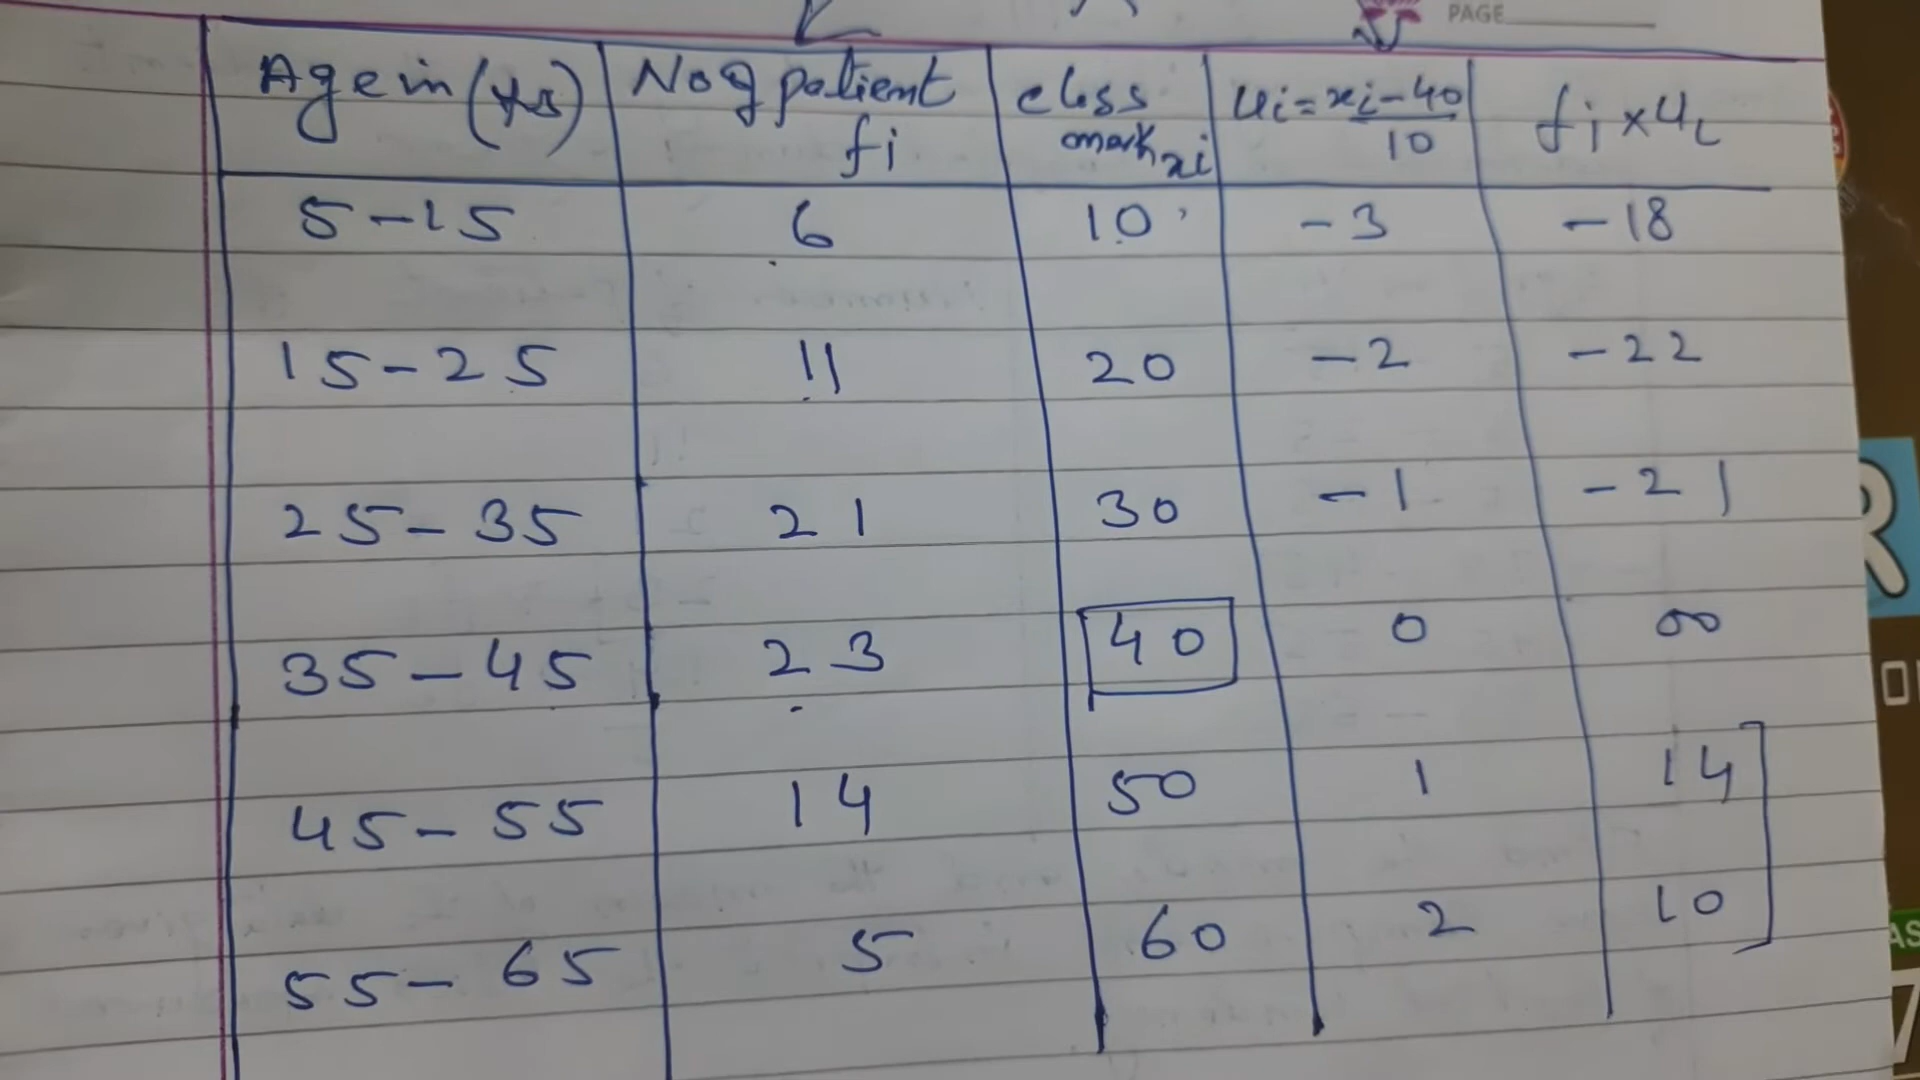 PAGE
Age in (yrs) No of patient fi class mark xi ui = xi-40/10 fi × ui
5-15 6 10 -3 -18
15-25 11 20 -2 -22
25-35 21 30 -1 -21
35-45 23 40 0 00
45-55 14 50 1 14
55-65 5 60 2 10